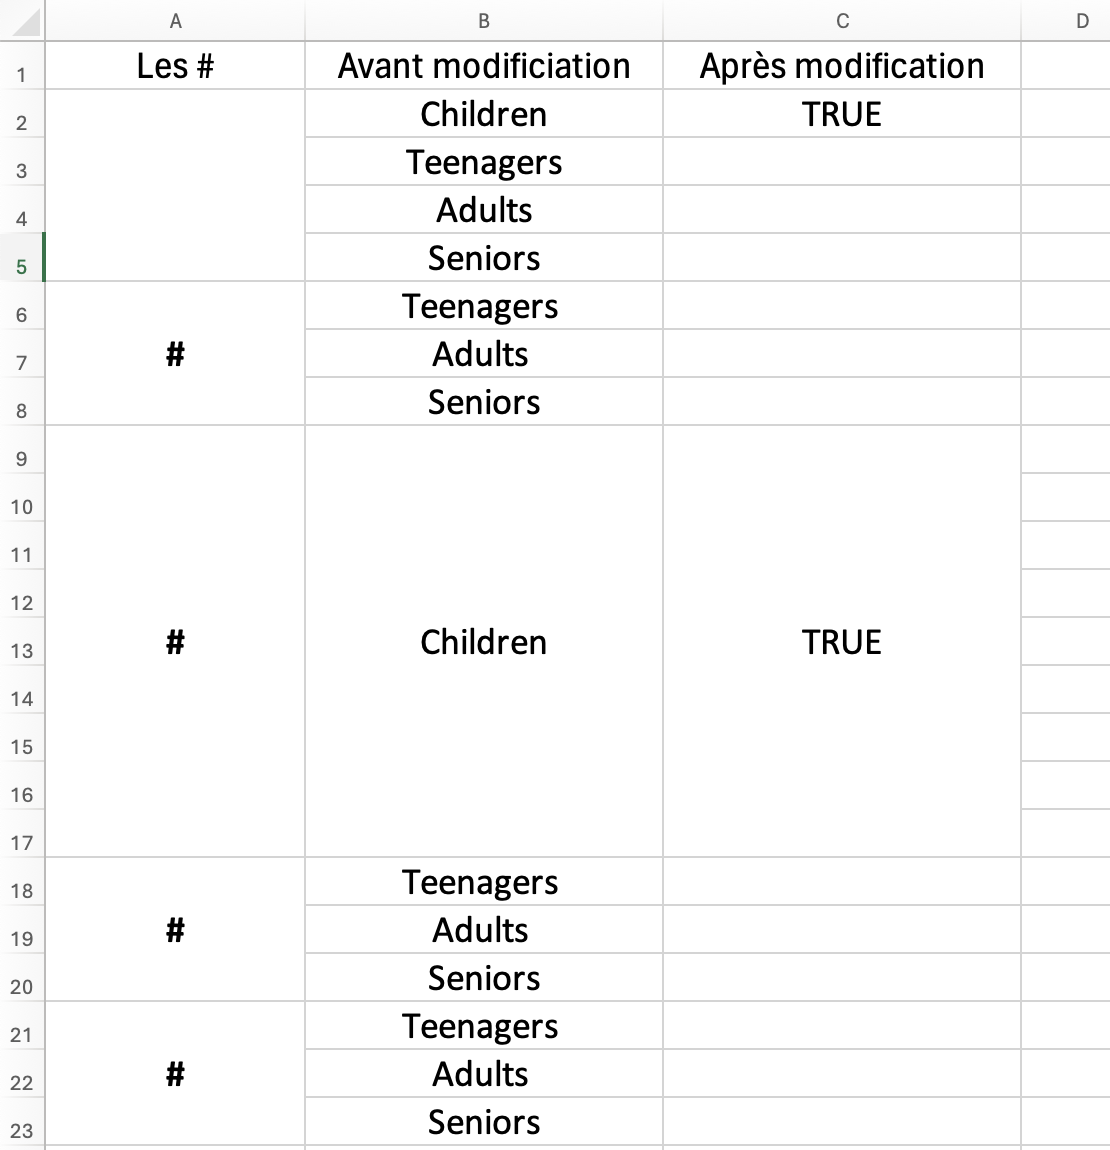 A B C D
1 Les # Avant modificiation Après modification
2 Children TRUE
3 Teenagers
4 Adults
5 Seniors
6 Teenagers
7 # Adults
8 Seniors
9
10
11
12
13 # Children TRUE
14
15
16
17
18 Teenagers
19 # Adults
20 Seniors
21 Teenagers
22 # Adults
23 Seniors